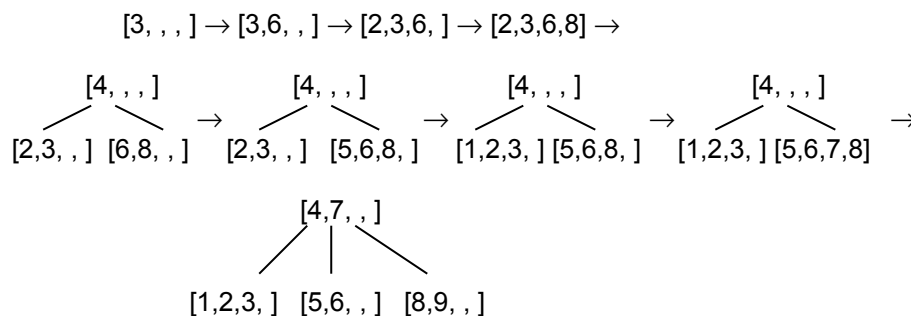 [3, , , ] → [3,6, , ] → [2,3,6, ] → [2,3,6,8] →
[4, , , ] [4, , , ] [4, , , ] [4, , , ]
[2,3, , ] [6,8, , ] → [2,3, , ] [5,6,8, ] → [1,2,3, ] [5,6,8, ] → [1,2,3, ] [5,6,7,8] →
[4,7, , ]
[1,2,3, ] [5,6, , ] [8,9, , ]